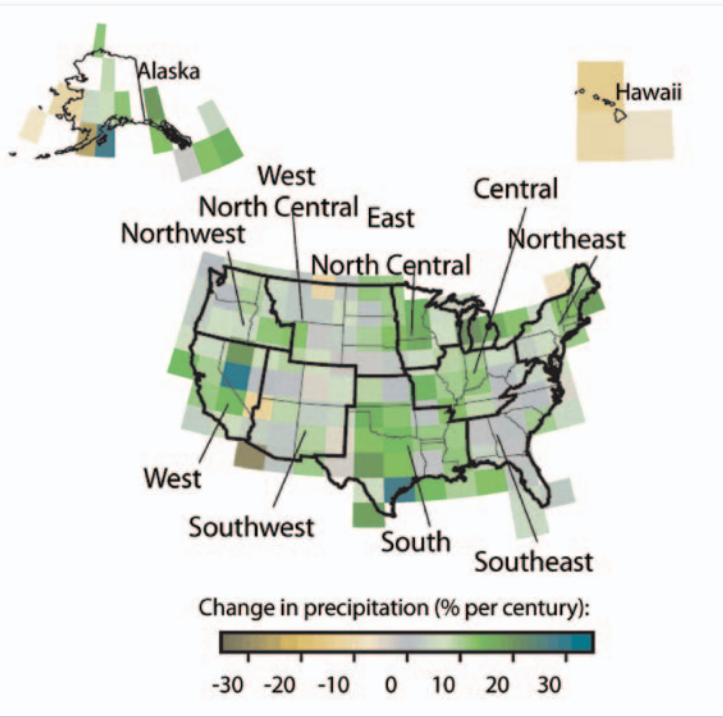 Alaska
Hawaii
West
North Central
East
North Central
Central
Northwest
Northeast
West
Southwest
South
Southeast
Change in precipitation (% per century):
-30 -20 -10 0 10 20 30